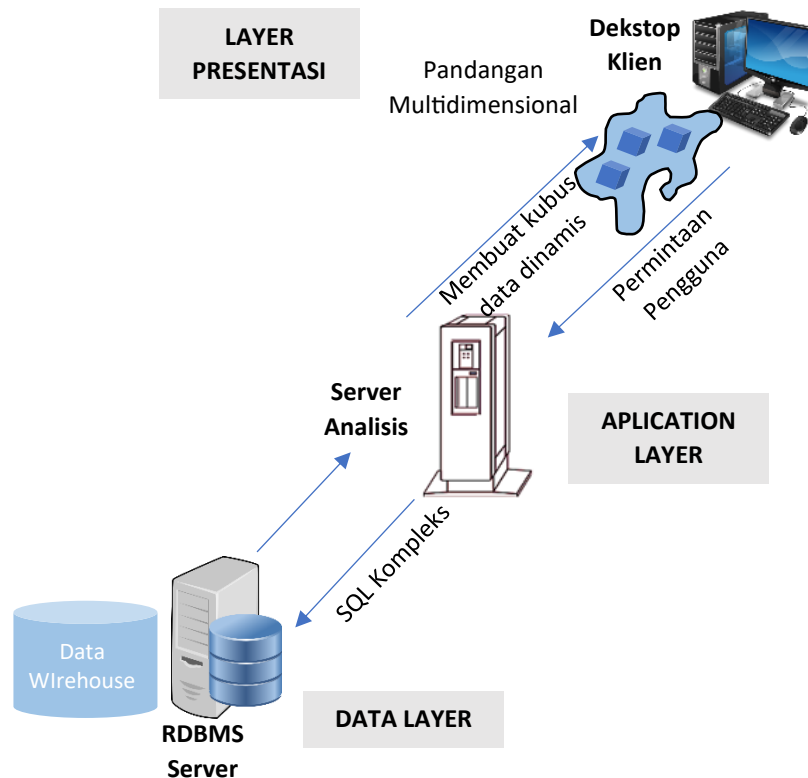 LAYER
PRESENTASI
Dekstop
Klien
Pandangan
Multidimensional
Membuat kubus
data dinamis
Permintaan
Pengguna
Server
Analisis
APLICATION
LAYER
SQL Kompleks
Data
WIrehouse
RDBMS
Server
DATA LAYER